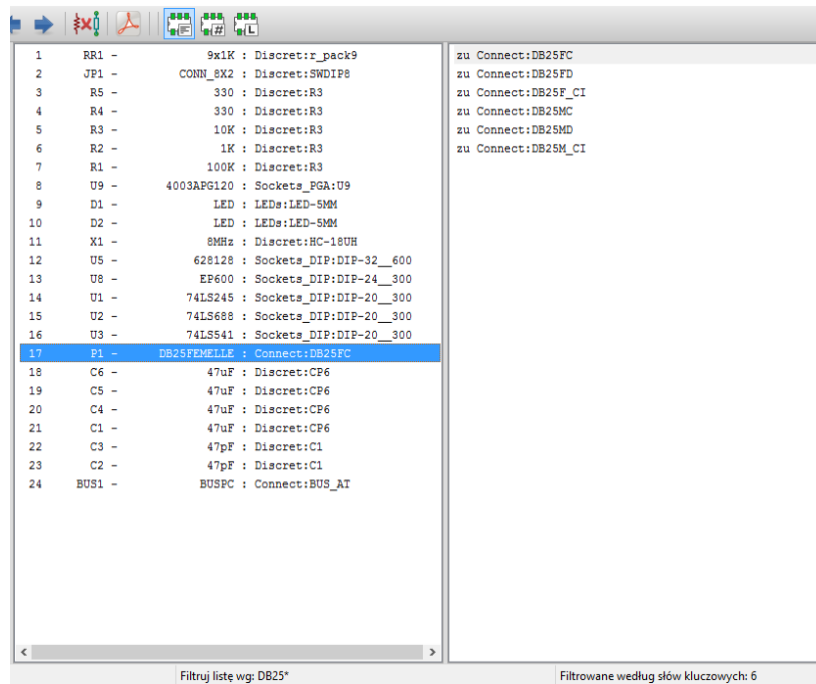 1 RR1 - 9x1K : Discret:r_pack9
2 JP1 - CONN_8X2 : Discret:SWDIP8
3 R5 - 330 : Discret:R3
4 R4 - 330 : Discret:R3
5 R3 - 10K : Discret:R3
6 R2 - 1K : Discret:R3
7 R1 - 100K : Discret:R3
8 U9 - 4003APG120 : Sockets_PGA:U9
9 D1 - LED : LEDs:LED-5MM
10 D2 - LED : LEDs:LED-5MM
11 X1 - 8MHz : Discret:HC-18UH
12 U5 - 628128 : Sockets_DIP:DIP-32__600
13 U8 - EP600 : Sockets_DIP:DIP-24__300
14 U1 - 74LS245 : Sockets_DIP:DIP-20__300
15 U2 - 74LS688 : Sockets_DIP:DIP-20__300
16 U3 - 74LS541 : Sockets_DIP:DIP-20__300
17 P1 - DB25FEMELLE : Connect:DB25FC
18 C6 - 47uF : Discret:CP6
19 C5 - 47uF : Discret:CP6
20 C4 - 47uF : Discret:CP6
21 C1 - 47uF : Discret:CP6
22 C3 - 47pF : Discret:C1
23 C2 - 47pF : Discret:C1
24 BUS1 - BUSPC : Connect:BUS_AT
zu Connect:DB25FC
zu Connect:DB25FD
zu Connect:DB25F_CI
zu Connect:DB25MC
zu Connect:DB25MD
zu Connect:DB25M_CI
Filtruj listę wg: DB25*
Filtrowane według słów kluczowych: 6